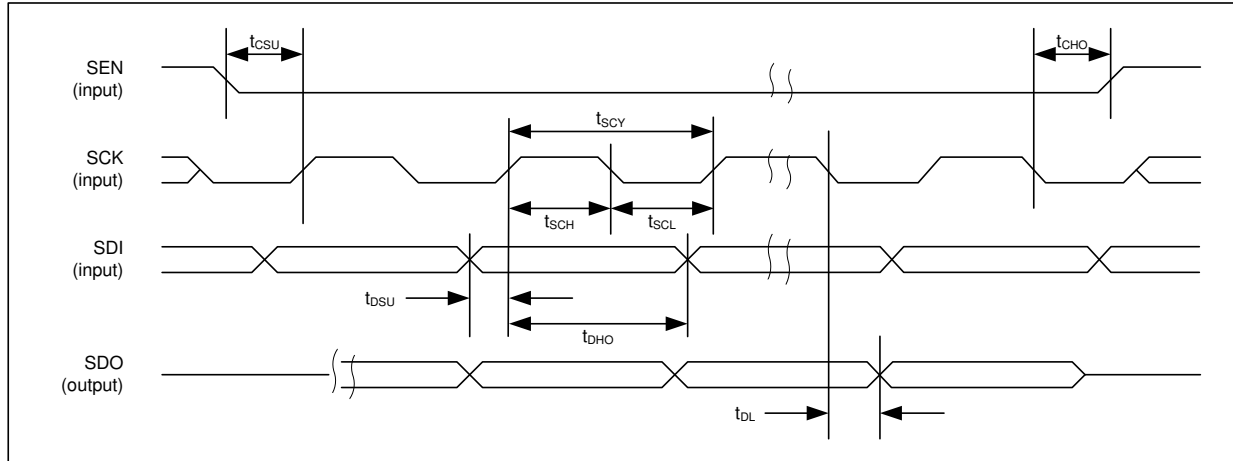 tCSU
tCHO
SEN
(input)
tSCY
SCK
(input)
tSCH
tSCL
SDI
(input)
tDSU
tDHO
SDO
(output)
tDL